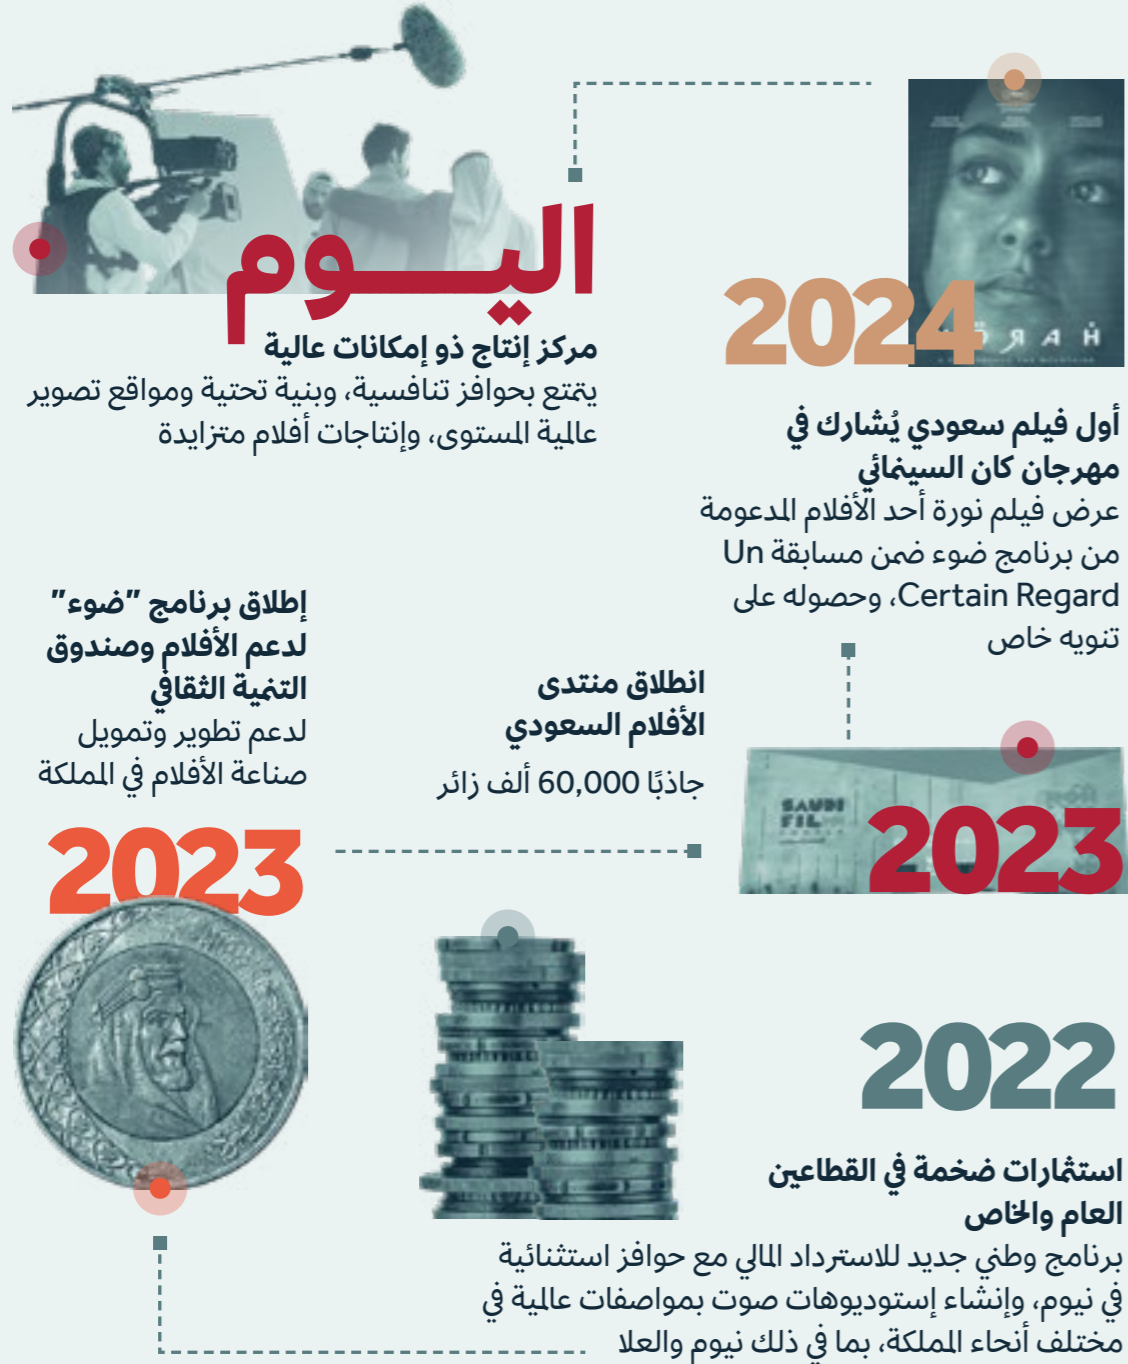 اليـــوم
مركز إنتاج ذو إمكانات عالية
يتمتع بحوافز تنافسية، وبنية تحتية ومواقع تصوير
عالمية المستوى، وإنتاجات أفلام متزايدة
2024
أول فيلم سعودي يُشارك في
مهرجان كان السينمائي
عرض فيلم نورة أحد الأفلام المدعومة
من برنامج ضوء ضمن مسابقة Un
Certain Regard، وحصوله على
تنويه خاص
SAUDI
FILM
2023
انطلاق منتدى
الأفلام السعودي
جاذبًا 60,000 ألف زائر
إطلاق برنامج "ضوء"
لدعم الأفلام وصندوق
التنمية الثقافي
لدعم تطوير وتمويل
صناعة الأفلام في المملكة
2023
2022
استثمارات ضخمة في القطاعين
العام والخاص
برنامج وطني جديد للاسترداد المالي مع حوافز استثنائية
في نيوم، وإنشاء إستوديوهات صوت بمواصفات عالمية في
مختلف أنحاء المملكة، بما في ذلك نيوم والعلا